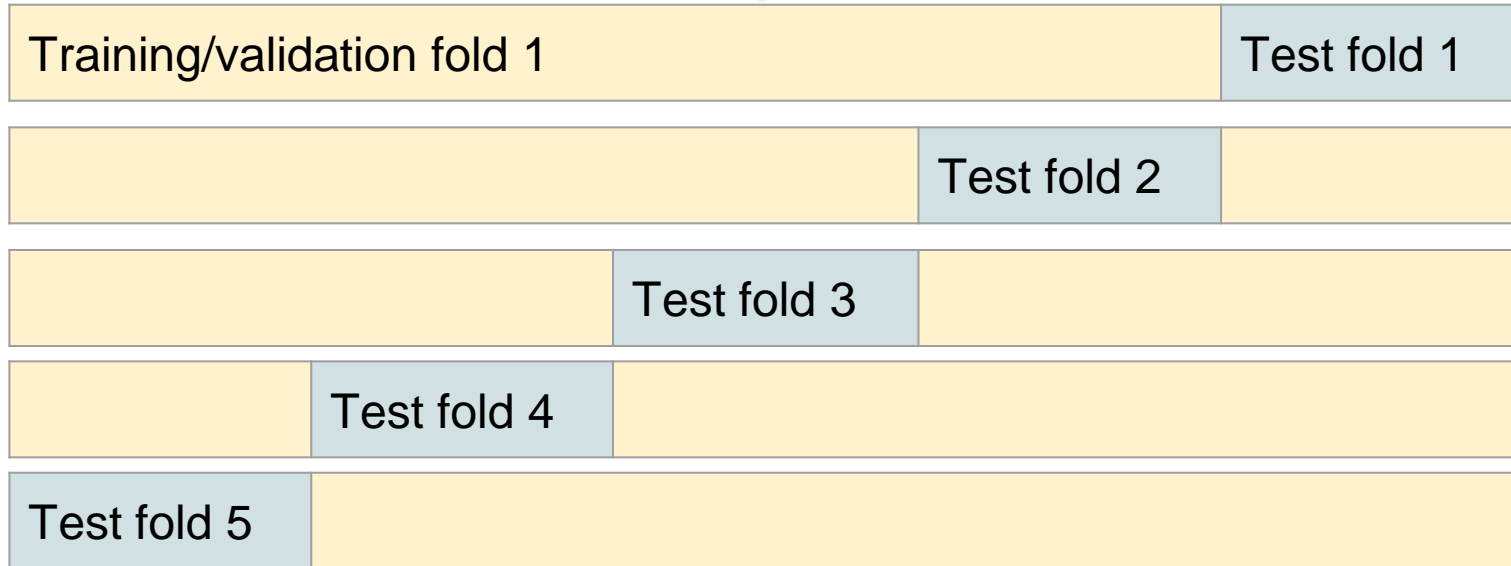 Training/validation fold 1 Test fold 1
Test fold 2
Test fold 3
Test fold 4
Test fold 5